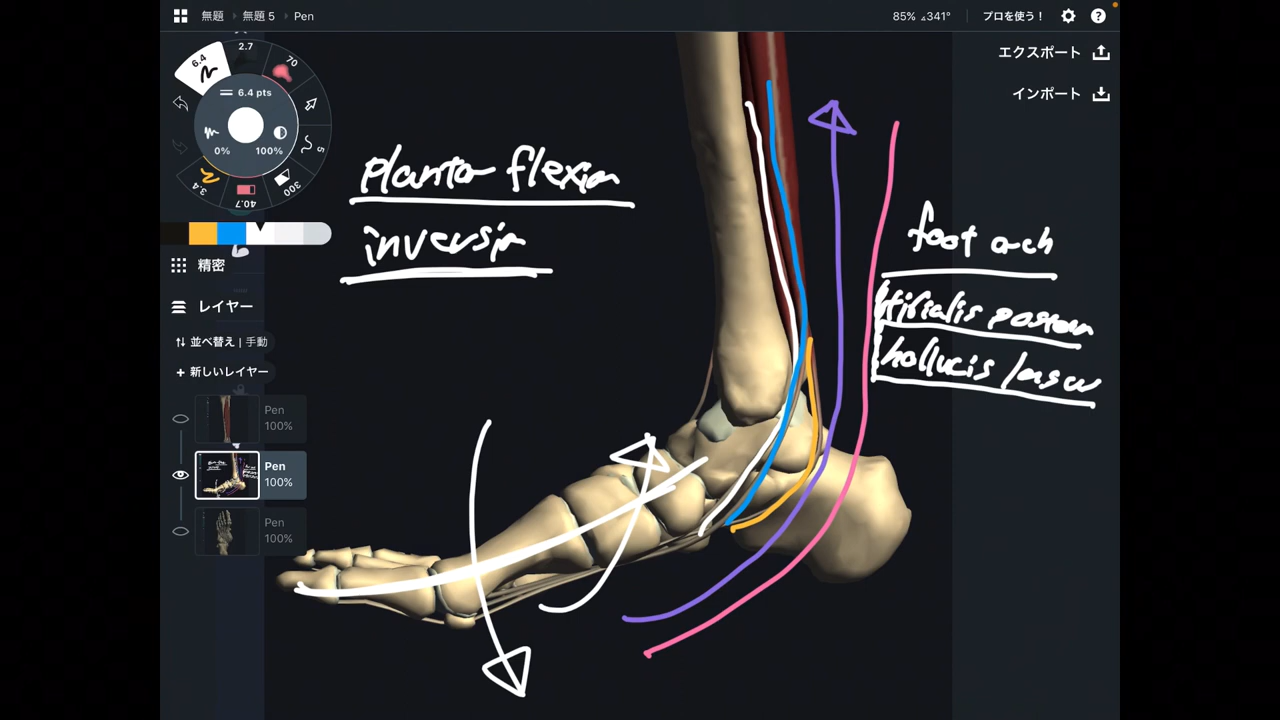 無題 › 無題 5 › Pen
85% ⊿341°
プロを使う！
?
エクスポート
インポート
2.7
6.4
70
6.4 pts
0% 100%
5
3.4
40.7
300
精密
レイヤー
並べ替え | 手動
+ 新しいレイヤー
Pen
100%
Pen
100%
Pen
100%
plantar flexion
inversion
foot arch
tibialis
hallucis